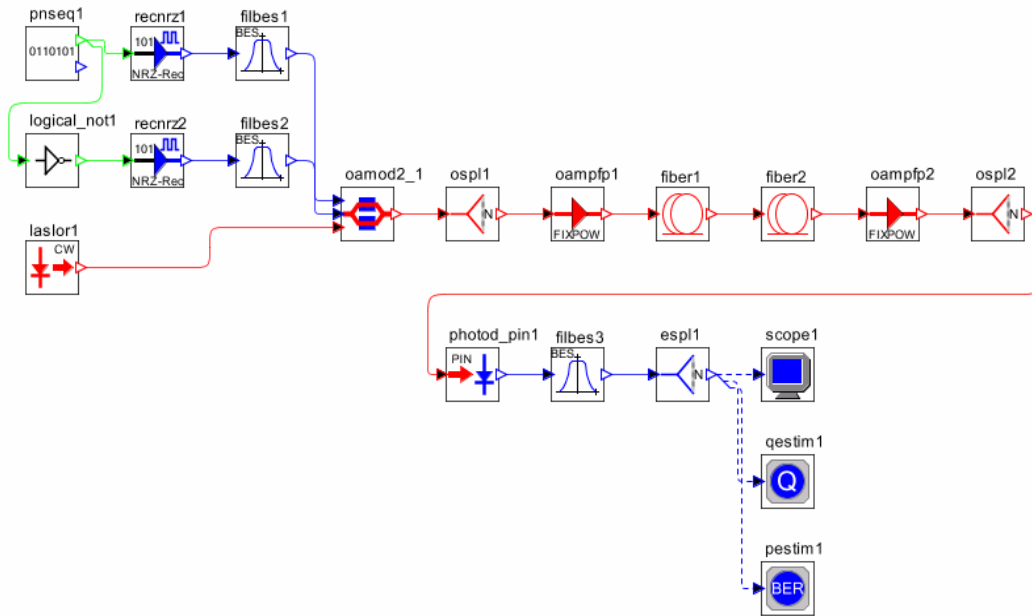 pnseq1
recnrz1
filbes1
0110101
101
NRZ-Rec
BES
logical_not1
recnrz2
filbes2
101
NRZ-Rec
BES
oamod2_1
ospl1
oampfp1
fiber1
fiber2
oampfp2
ospl2
N
FIXPOW
FIXPOW
N
laslor1
CW
photod_pin1
filbes3
espl1
scope1
PIN
BES
N
qestim1
Q
pestim1
BER